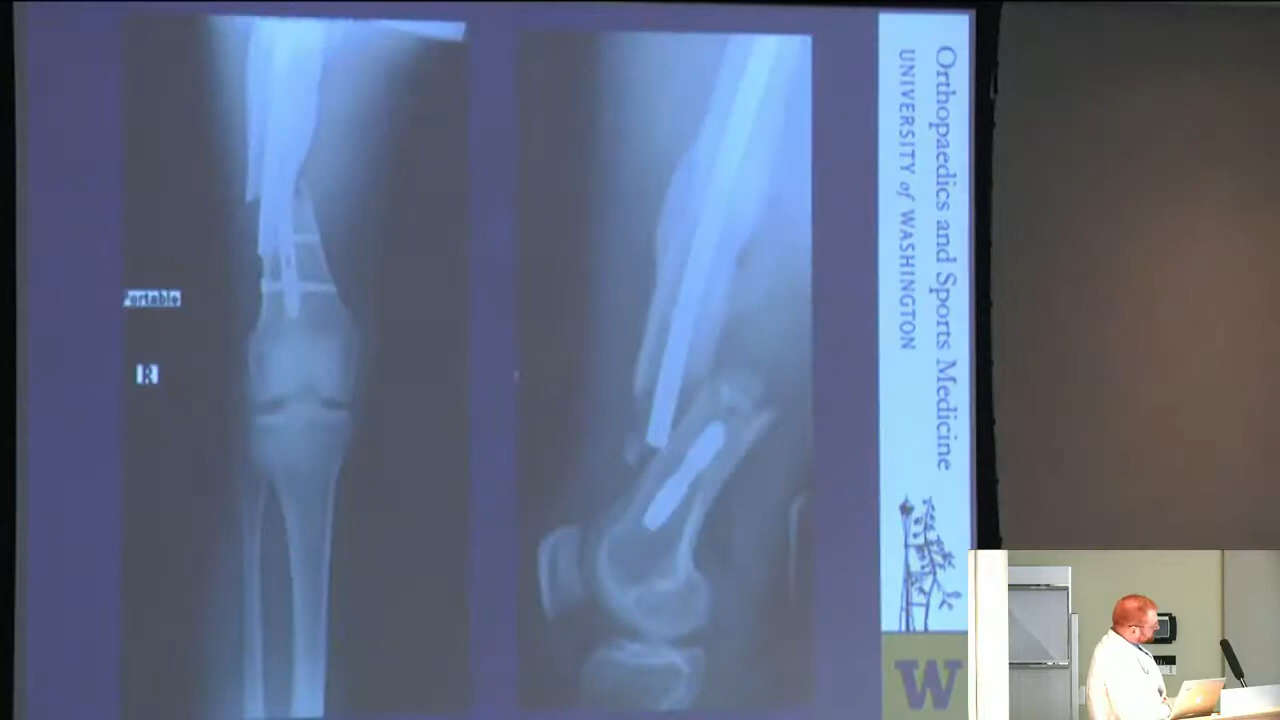 Portable
R
Orthopaedics and Sports Medicine
UNIVERSITY of WASHINGTON
W